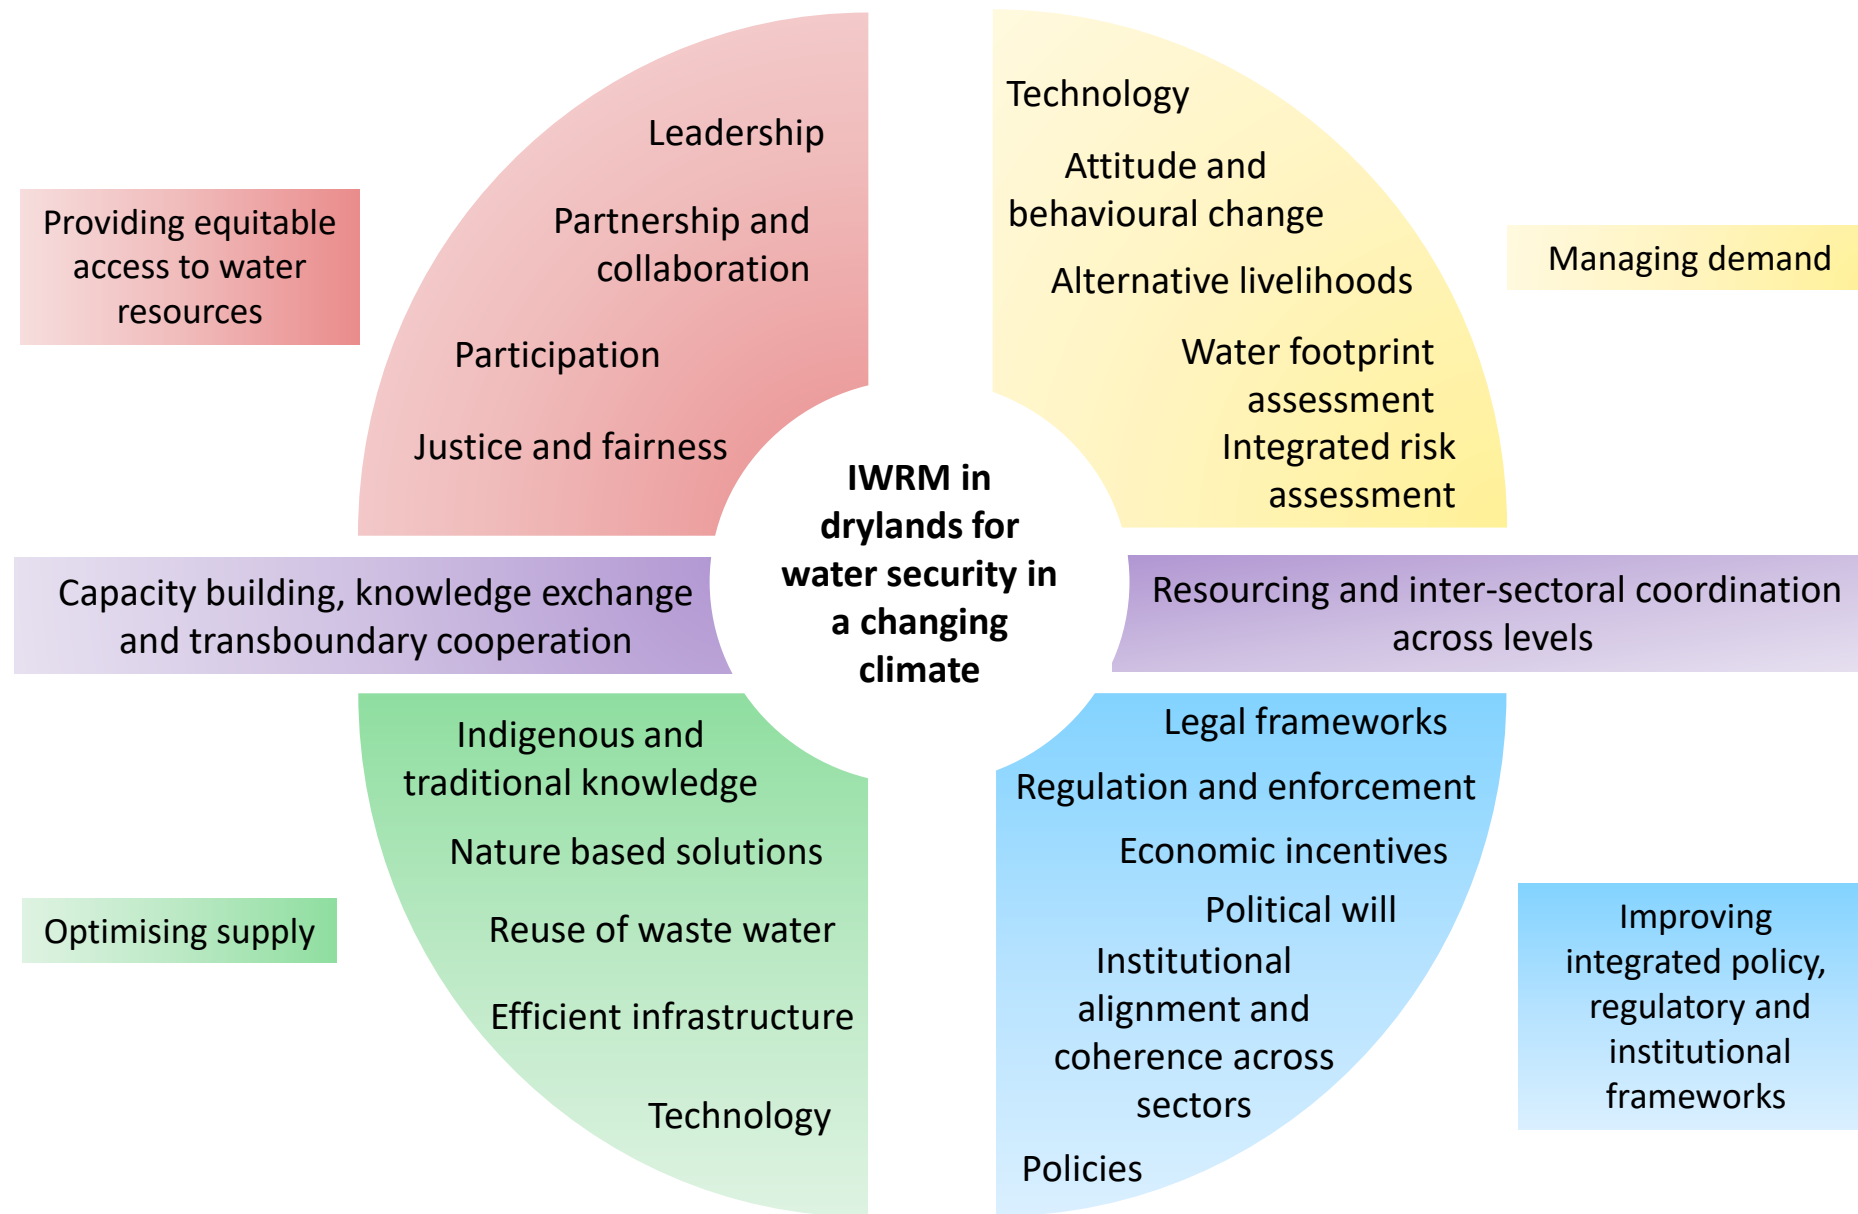 Providing equitable
access to water
resources
Leadership
Partnership and
collaboration
Participation
Justice and fairness
Technology
Attitude and
behavioural change
Alternative livelihoods
Water footprint
assessment
Integrated risk
assessment
Managing demand
Capacity building, knowledge exchange
and transboundary cooperation
IWRM in
drylands for
water security in
a changing
climate
Resourcing and inter-sectoral coordination
across levels
Optimising supply
Indigenous and
traditional knowledge
Nature based solutions
Reuse of waste water
Efficient infrastructure
Technology
Legal frameworks
Regulation and enforcement
Economic incentives
Political will
Institutional
alignment and
coherence across
sectors
Policies
Improving
integrated policy,
regulatory and
institutional
frameworks